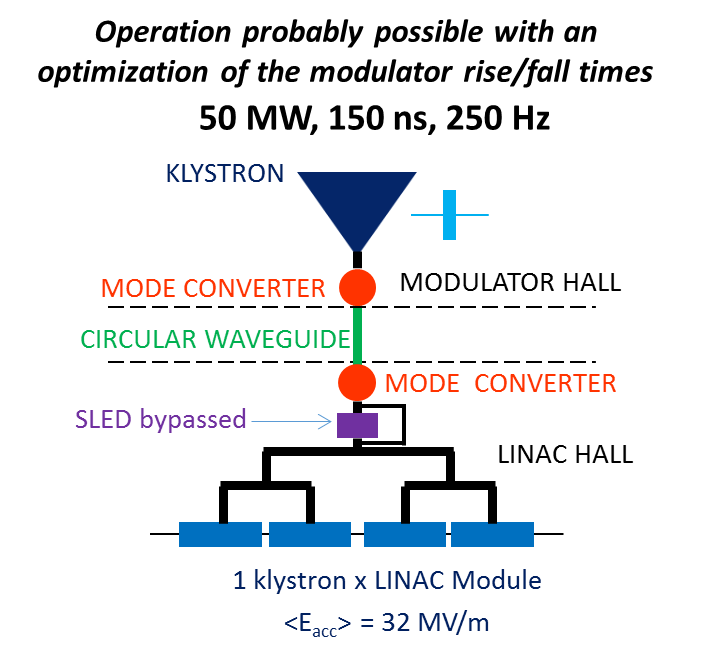 Operation probably possible with an
optimization of the modulator rise/fall times
50 MW, 150 ns, 250 Hz
KLYSTRON
MODE CONVERTER
MODULATOR HALL
CIRCULAR WAVEGUIDE
MODE CONVERTER
SLED bypassed
LINAC HALL
1 klystron x LINAC Module
<E_acc> = 32 MV/m